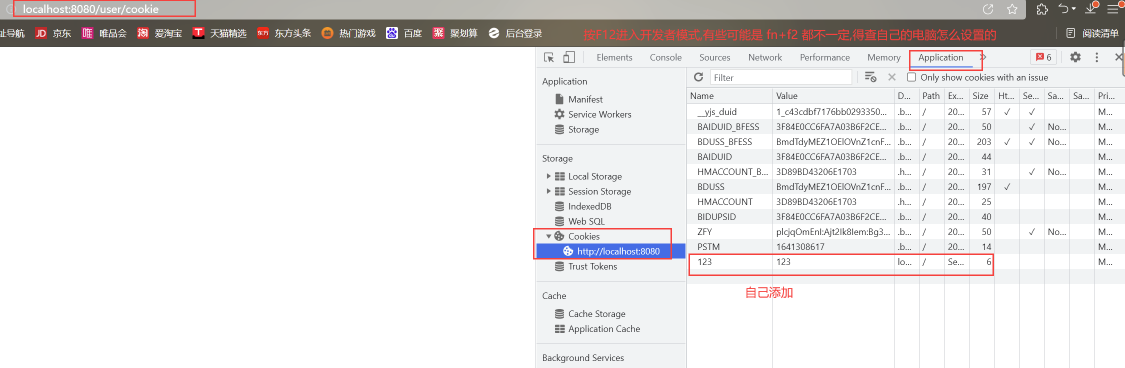 localhost:8080/user/cookie
址导航 JD 京东 唯 唯品会 淘 爱淘宝 T 天猫精选 东方 东方头条 热门游戏 百度 聚 聚划算 后台登录 阅读清单
按F12进入开发者模式,有些可能是 fn+f2 都不一定,得查自己的电脑怎么设置的
Elements Console Sources Network Performance Memory Application » 6
Application
Manifest
Service Workers
Storage
Storage
Local Storage
Session Storage
IndexedDB
Web SQL
Cookies
http://localhost:8080
Trust Tokens
Cache
Cache Storage
Application Cache
Background Services
Filter Only show cookies with an issue
Name Value D... Path Ex... Size Ht... Se... Sa... Sa... Pri...
__yjs_duid 1_c43cdbf7176bb0293350... .b... / 20... 57 ✓ ✓ M...
BAIDUID_BFESS 3F84E0CC6FA7A03B6F2CE... .b... / 20... 50 ✓ No... M...
BDUSS_BFESS BmdTdyMEZ1OElOVnZ1cnF... .b... / 20... 203 ✓ ✓ No... M...
BAIDUID 3F84E0CC6FA7A03B6F2CE... .b... / 20... 44 M...
HMACCOUNT_B... 3D89BD43206E1703 .h... / 20... 31 ✓ No... M...
BDUSS BmdTdyMEZ1OElOVnZ1cnF... .b... / 20... 197 ✓ M...
HMACCOUNT 3D89BD43206E1703 .h... / 20... 25 M...
BIDUPSID 3F84E0CC6FA7A03B6F2CE... .b... / 20... 40 M...
ZFY plcjqOmEnI:Ajt2Ik8Iem:Bg3... .b... / 20... 50 ✓ No... M...
PSTM 1641308617 .b... / 20... 14 M...
123 123 lo... / Se... 6 M...
自己添加